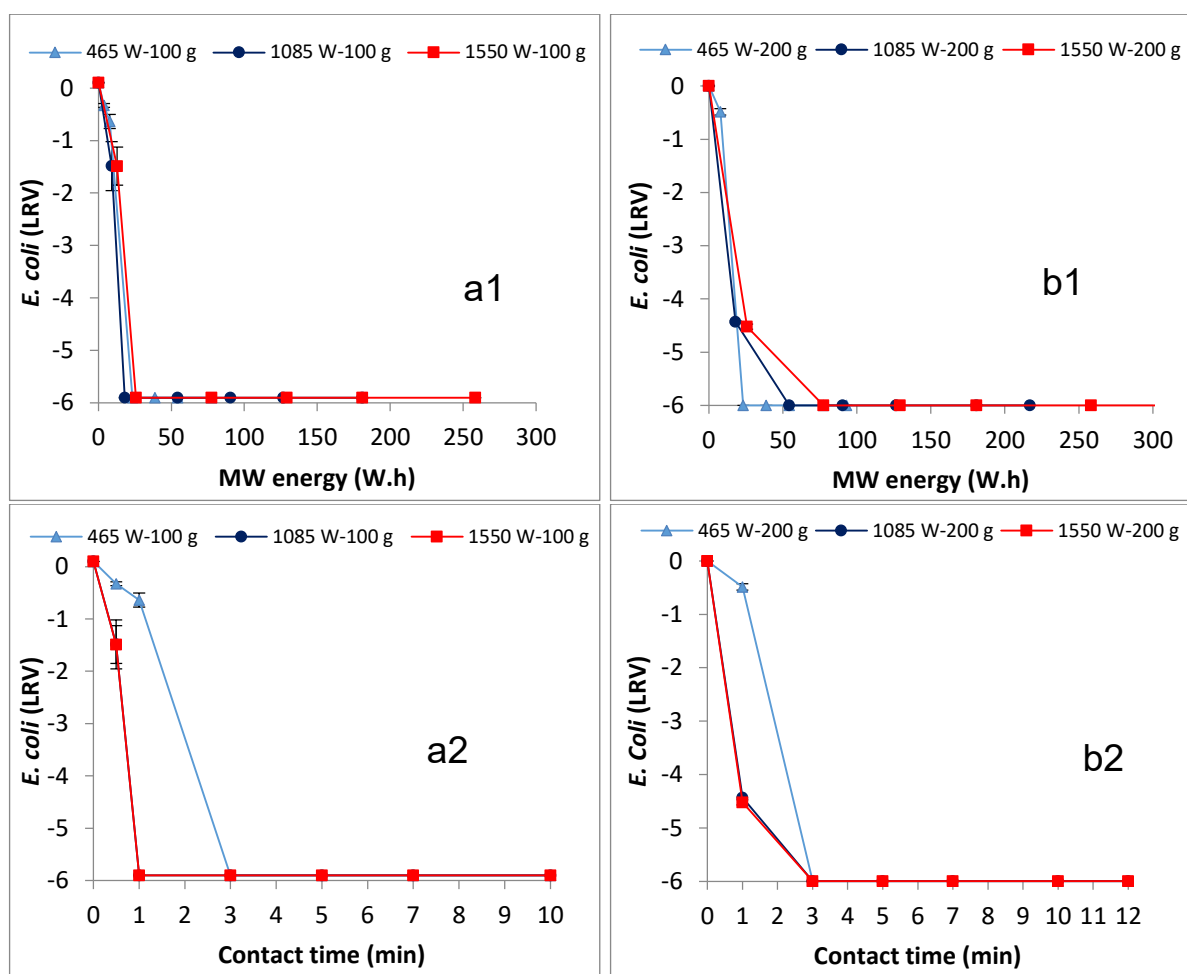 465 W-100 g 1085 W-100 g 1550 W-100 g
0
-1
-2
-3
-4
-5
-6
E. coli (LRV)
a1
0 50 100 150 200 250 300
MW energy (W.h)
465 W-200 g 1085 W-200 g 1550 W-200 g
0
-1
-2
-3
-4
-5
-6
E. coli (LRV)
b1
0 50 100 150 200 250 300
MW energy (W.h)
465 W-100 g 1085 W-100 g 1550 W-100 g
0
-1
-2
-3
-4
-5
-6
E. coli (LRV)
a2
0 1 3 4 5 6 7 8 9 10
Contact time (min)
465 W-200 g 1085 W-200 g 1550 W-200 g
0
-1
-2
-3
-4
-5
-6
E. Coli (LRV)
b2
0 1 3 4 5 6 7 8 9 10 11 12
Contact time (min)